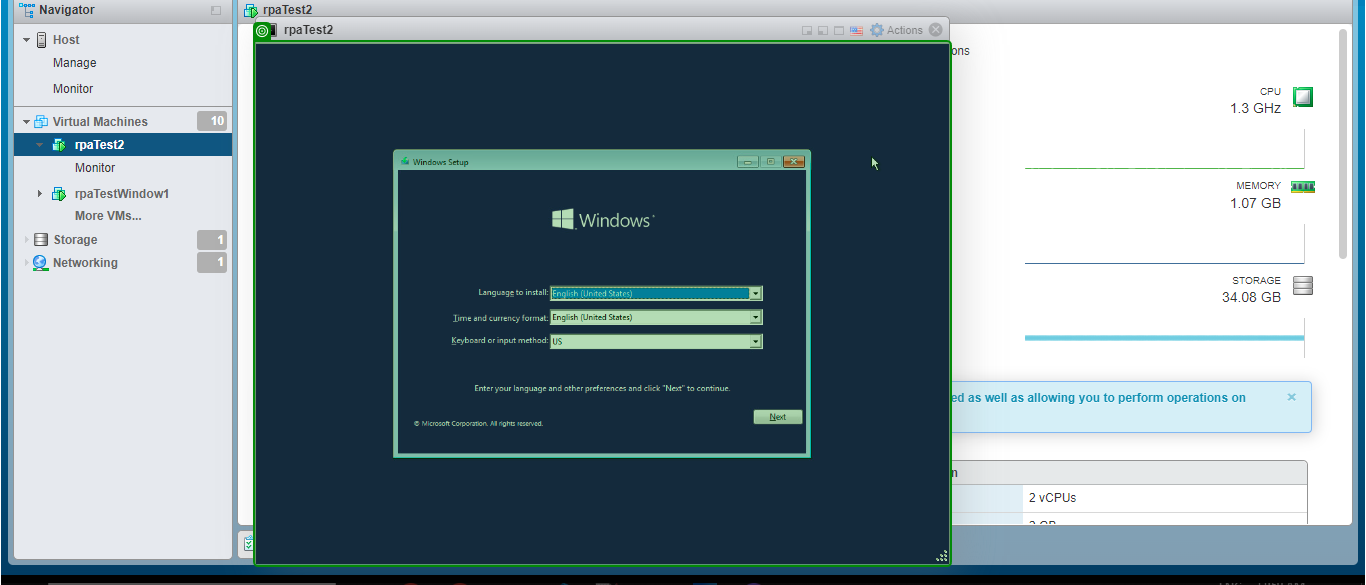 Navigator
Host
Manage
Monitor
Virtual Machines 10
rpaTest2
Monitor
rpaTestWindow1
More VMs...
Storage 1
Networking 1
rpaTest2
rpaTest2
Actions
Windows Setup
Windows
Language to install: English (United States)
Time and currency format: English (United States)
Keyboard or input method: US
Enter your language and other preferences and click "Next" to continue.
Next
© Microsoft Corporation. All rights reserved.
ons
CPU
1.3 GHz
MEMORY
1.07 GB
STORAGE
34.08 GB
ed as well as allowing you to perform operations on
n
2 vCPUs